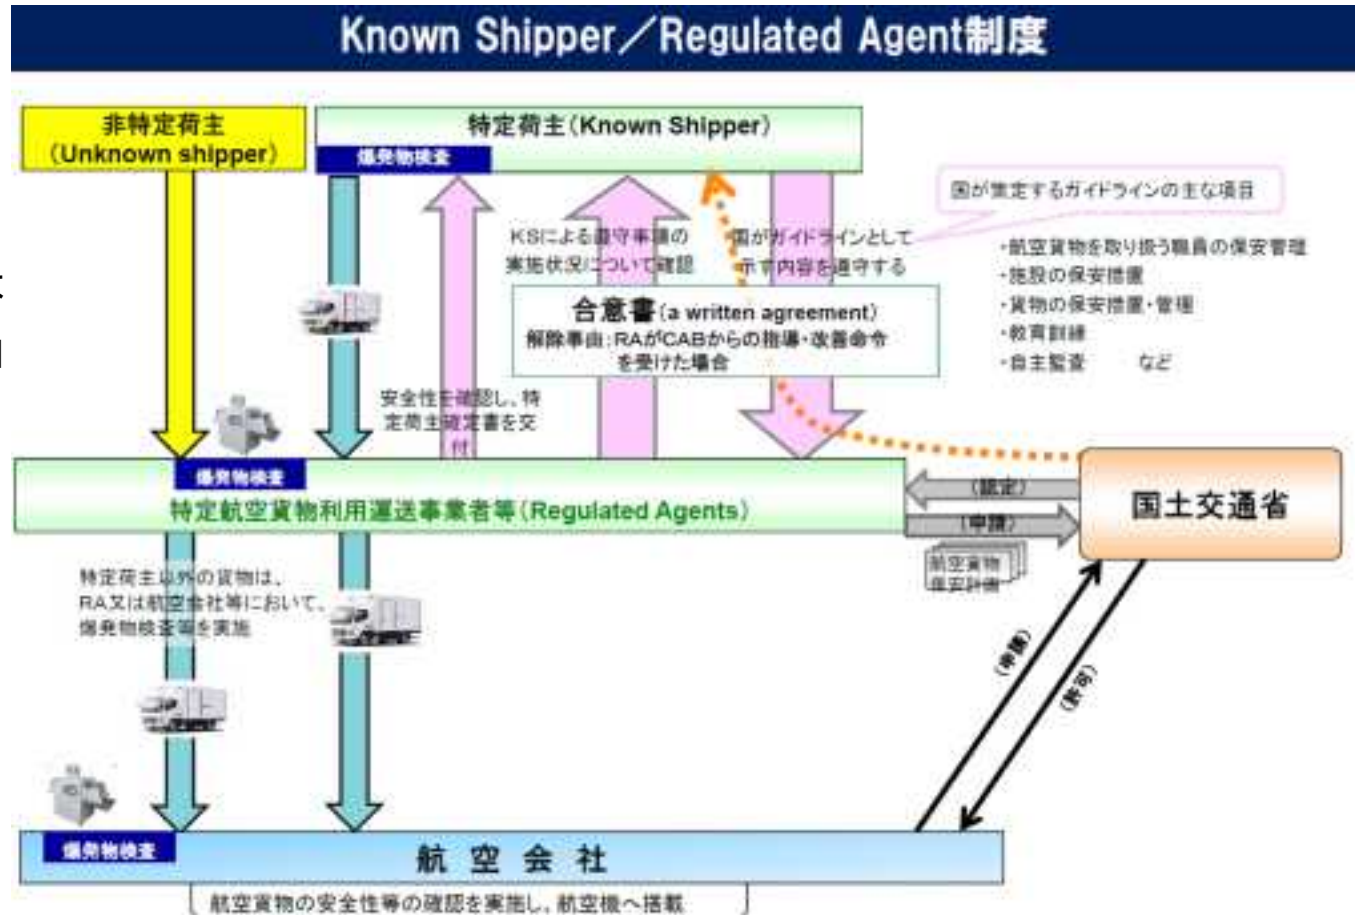 Known Shipper／Regulated Agent制度
非特定荷主
（Unknown shipper）
特定荷主（Known Shipper）
爆発物検査
国が策定するガイドラインの主な項目
・航空貨物を取り扱う職員の保安管理
・施設の保安措置
・貨物の保安措置・管理
・教育訓練
・自主監査　　など
KSによる遵守事項の
実施状況について確認
国がガイドラインとして
示す内容を遵守する
合意書（a written agreement）
解除事由：RAがCABからの指導・改善命令
を受けた場合
安全性を確認し、特
定荷主確定書を交
付
爆発物検査
特定航空貨物利用運送事業者等（Regulated Agents）
（認定）
（申請）
国土交通省
航空貨物
保安計画
特定荷主以外の貨物は、
RA又は航空会社等において、
爆発物検査等を実施
（申請）
（許可）
爆発物検査
航空会社
航空貨物の安全性等の確認を実施し、航空機へ搭載